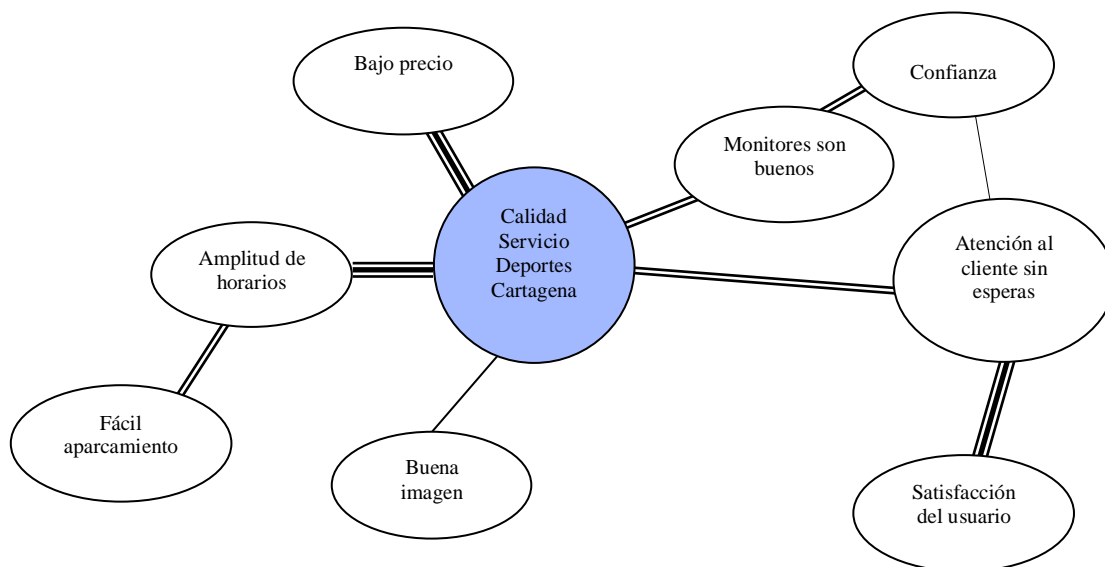 Bajo precio
Confianza
Monitores son
buenos
Calidad
Servicio
Deportes
Cartagena
Amplitud de
horarios
Atención al
cliente sin
esperas
Fácil
aparcamiento
Buena
imagen
Satisfacción
del usuario